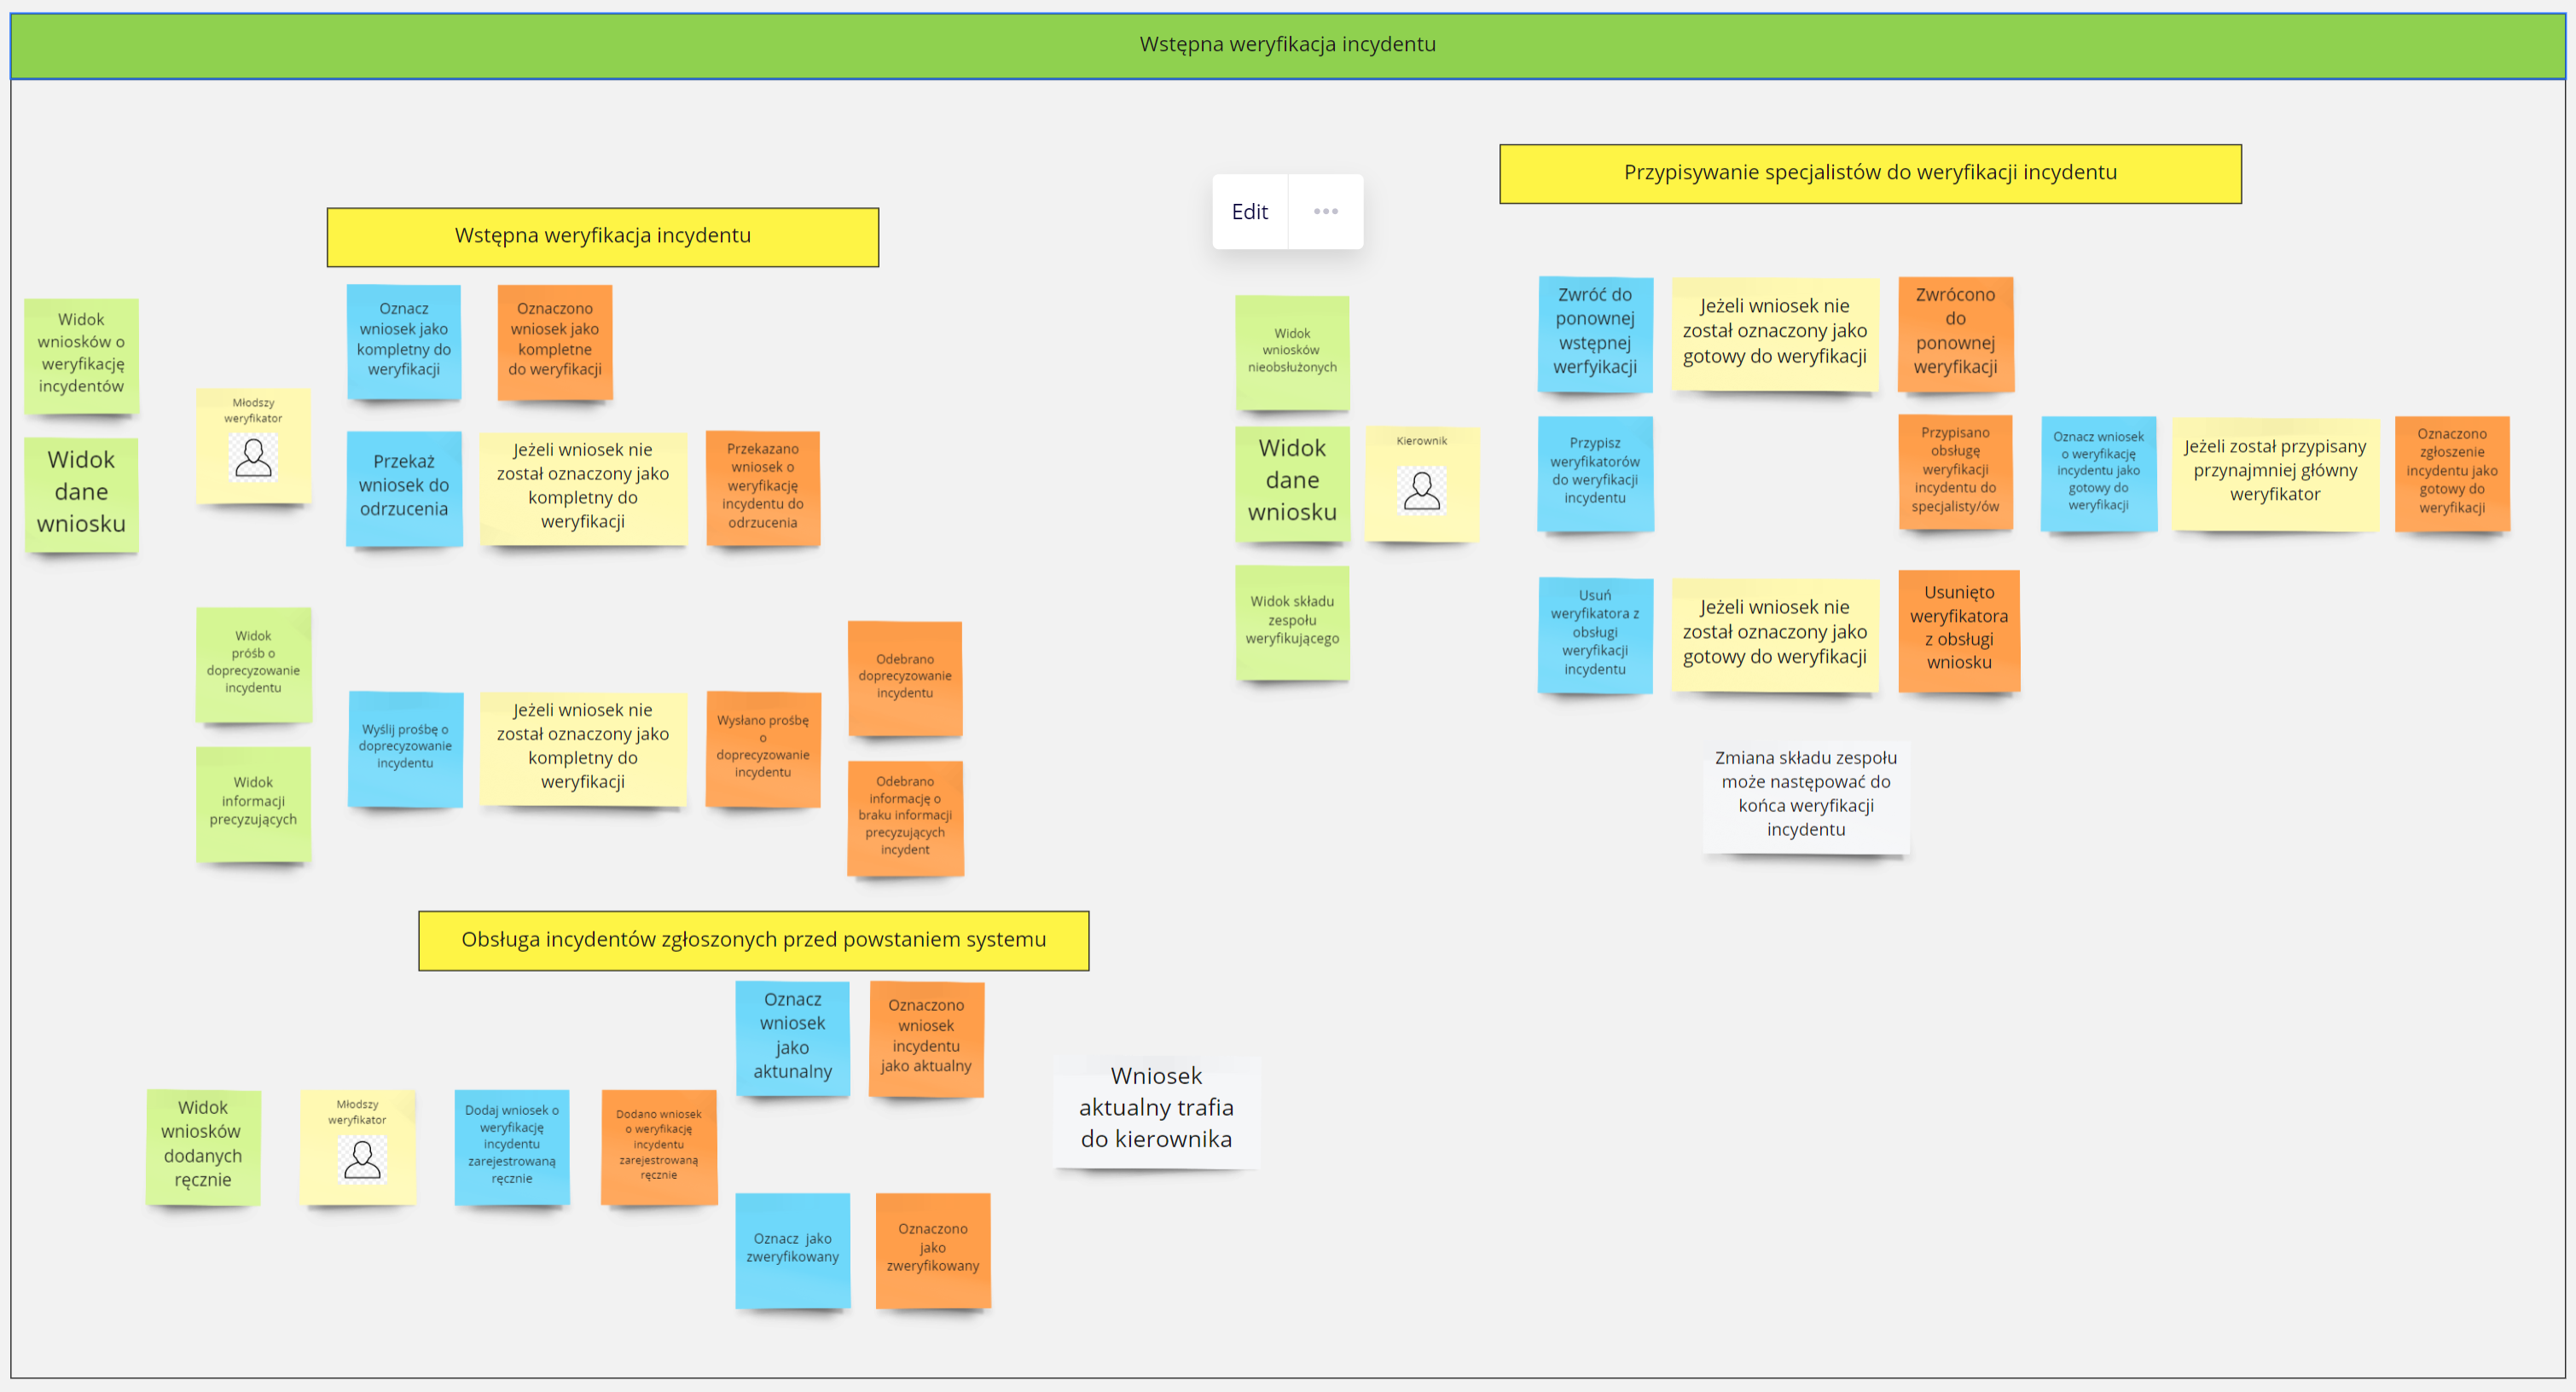 Wstępna weryfikacja incydentu
Przypisywanie specjalistów do weryfikacji incydentu
Edit
Wstępna weryfikacja incydentu
Widok
wniosków o
weryfikację
incydentów
Widok
dane
wniosku
Młodszy
weryfikator
Oznacz
wniosek jako
kompletny do
weryfikacji
Oznaczono
wniosek jako
kompletne
do weryfikacji
Przekaż
wniosek do
odrzucenia
Jeżeli wniosek nie
został oznaczony jako
kompletny do
weryfikacji
Przekazano
wniosek o
weryfikację
incydentu do
odrzucenia
Widok
próśb o
doprecyzowanie
incydentu
Widok
informacji
precyzujących
Wyślij prośbę o
doprecyzowanie
incydentu
Jeżeli wniosek nie
został oznaczony jako
kompletny do
weryfikacji
Wysłano prośbę
o
doprecyzowanie
incydentu
Odebrano
doprecyzowanie
incydentu
Odebrano
informację o
braku informacji
precyzujących
incydent
Obsługa incydentów zgłoszonych przed powstaniem systemu
Widok
wniosków
dodanych
ręcznie
Młodszy
weryfikator
Dodaj wniosek o
weryfikację
incydentu
zarejestrowaną
ręcznie
Dodano wniosek
o weryfikację
incydentu
zarejestrowaną
ręcznie
Oznacz
wniosek
jako
aktunalny
Oznaczono
wniosek
incydentu
jako aktualny
Oznacz jako
zweryfikowany
Oznaczono
jako
zweryfikowany
Wniosek
aktualny trafia
do kierownika
Widok
wniosków
nieobsłużonych
Widok
dane
wniosku
Widok składu
zespołu
weryfikującego
Kierownik
Zwróć do
ponownej
wstępnej
werfyikacji
Jeżeli wniosek nie
został oznaczony jako
gotowy do weryfikacji
Zwrócono
do
ponownej
weryfikacji
Przypisz
weryfikatorów
do weryfikacji
incydentu
Przypisano
obsługę
weryfikacji
incydentu do
specjalisty/ów
Oznacz wniosek
o weryfikację
incydentu jako
gotowy do
weryfikacji
Jeżeli został przypisany
przynajmniej główny
weryfikator
Oznaczono
zgłoszenie
incydentu jako
gotowy do
weryfikacji
Usuń
weryfikatora z
obsługi
weryfikacji
incydentu
Jeżeli wniosek nie
został oznaczony jako
gotowy do weryfikacji
Usunięto
weryfikatora
z obsługi
wniosku
Zmiana składu zespołu
może następować do
końca weryfikacji
incydentu